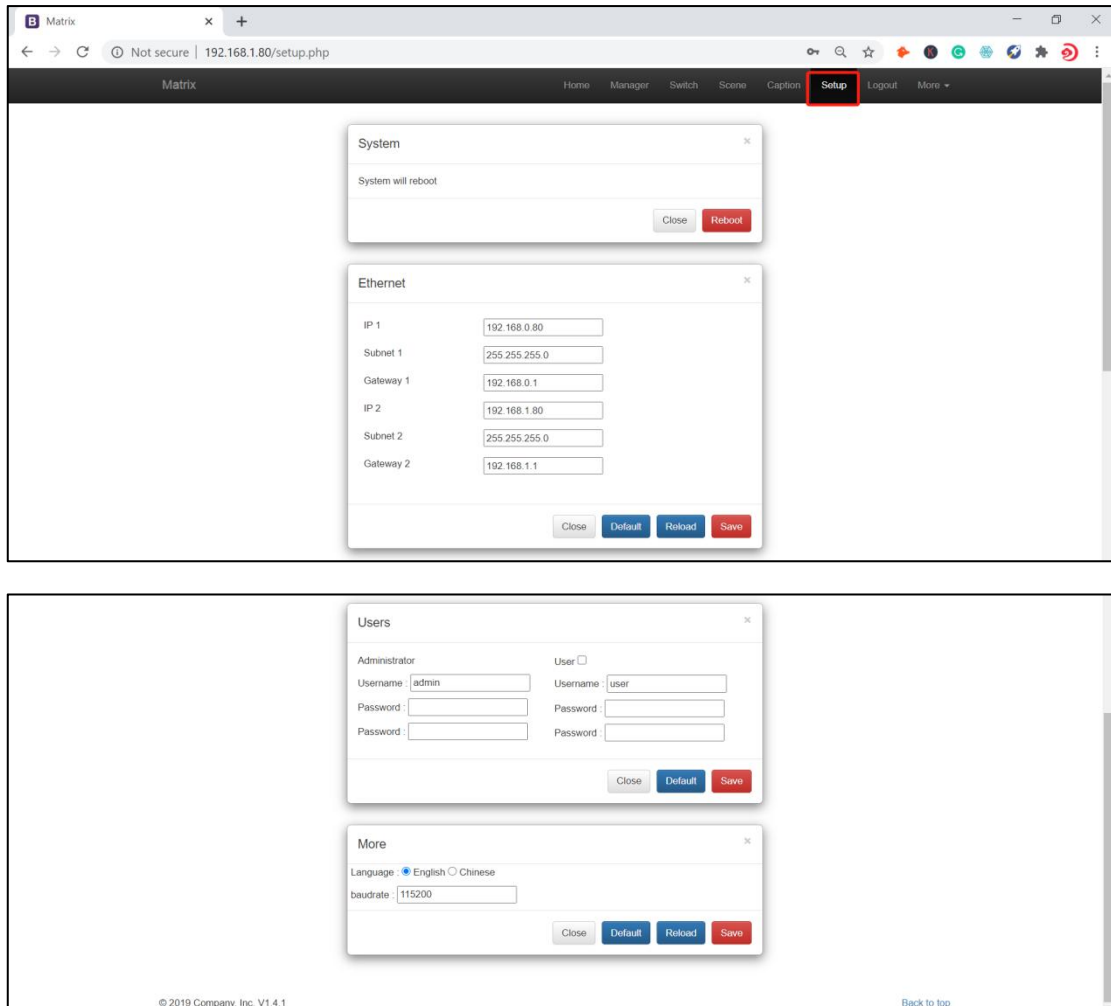 Matrix
Not secure | 192.168.1.80/setup.php
Matrix Home Manager Switch Scene Caption Setup Logout More
System
System will reboot
Close Reboot
Ethernet
IP 1 192.168.0.80
Subnet 1 255.255.255.0
Gateway 1 192.168.0.1
IP 2 192.168.1.80
Subnet 2 255.255.255.0
Gateway 2 192.168.1.1
Close Default Reload Save
Users
Administrator User
Username : admin Username : user
Password : Password :
Password : Password :
Close Default Save
More
Language : English Chinese
baudrate : 115200
Close Default Reload Save
© 2019 Company, Inc. V1.4.1 Back to top